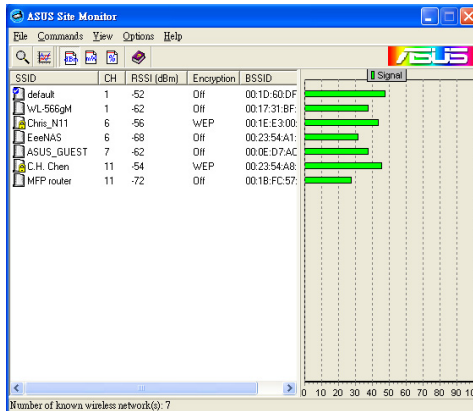 ASUS Site Monitor
File Commands View Options Help
dBm mW %
/SUS
SSID CH RSSI (dBm) Encryption BSSID
Signal
default 1 -52 Off 00:1D:60:DF
WL-566gM 1 -62 Off 00:17:31:BF:
Chris_N11 6 -56 WEP 00:1E:E3:00:
EeeNAS 6 -68 Off 00:23:54:A1:
ASUS_GUEST 7 -62 Off 00:0E:D7:AC
C.H. Chen 11 -54 WEP 00:23:54:A8:
MFP router 11 -72 Off 00:1B:FC:57:
0 10 20 30 40 50 60 70 80 90 10
Number of known wireless network(s): 7